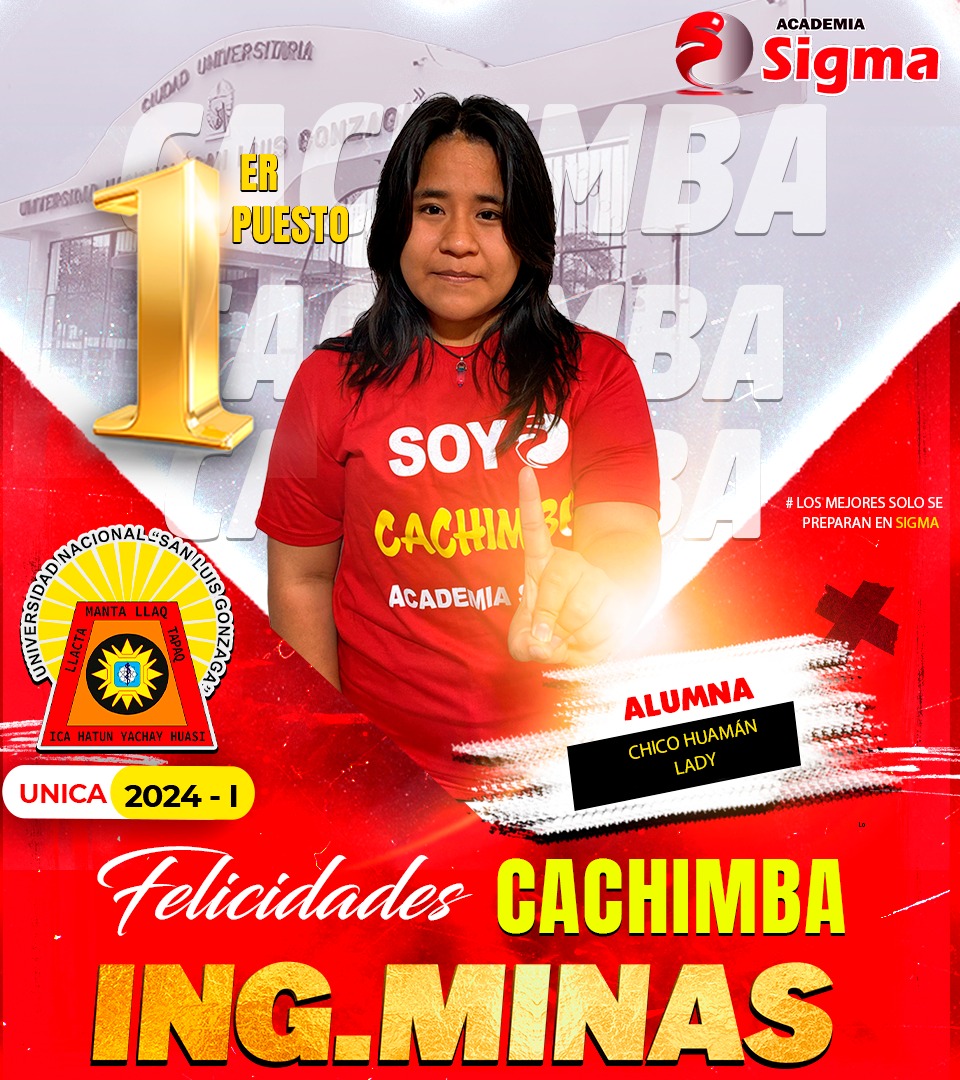 ACADEMIA
Sigma
CIUDAD UNIVERSITARIA
CACHIMBA
1
ER
PUESTO
SOY
CACHIMB
ACADEMIA S
# LOS MEJORES SOLO SE
PREPARAN EN SIGMA
UNIVERSIDAD NACIONAL "SAN LUIS GONZAGA"
MANTA LLAQ
LLACTA
TAPAQ
ICA HATUN YACHAY HUASI
ALUMNA
CHICO HUAMÁN
LADY
UNICA 2024 - I
Felicidades CACHIMBA
ING.MINAS